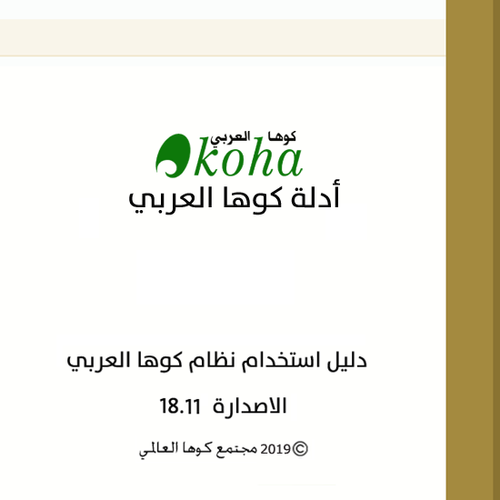 كوها العربي
koha
أدلة كوها العربي
دليل استخدام نظام كوها العربي
الاصدارة 18.11
©2019 مجتمع كوها العالمي